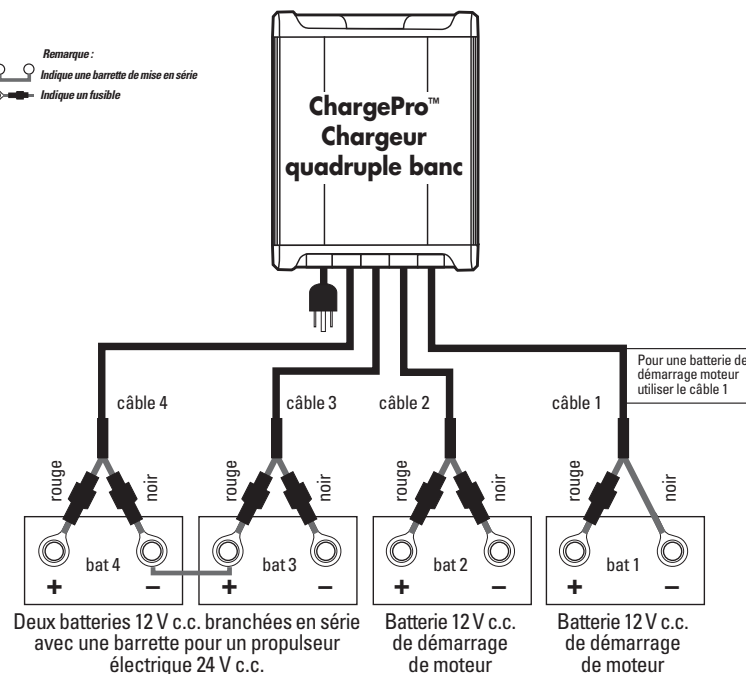 Remarque :
Indique une barrette de mise en série
Indique un fusible
ChargePro™
Chargeur
quadruple banc
Pour une batterie de
démarrage moteur
utiliser le câble 1
câble 4
câble 3
câble 2
câble 1
rouge
noir
rouge
noir
rouge
noir
rouge
noir
bat 4
bat 3
bat 2
bat 1
+
–
+
–
+
–
+
–
Deux batteries 12 V c.c. branchées en série
avec une barrette pour un propulseur
électrique 24 V c.c.
Batterie 12 V c.c.
de démarrage
de moteur
Batterie 12 V c.c.
de démarrage
de moteur